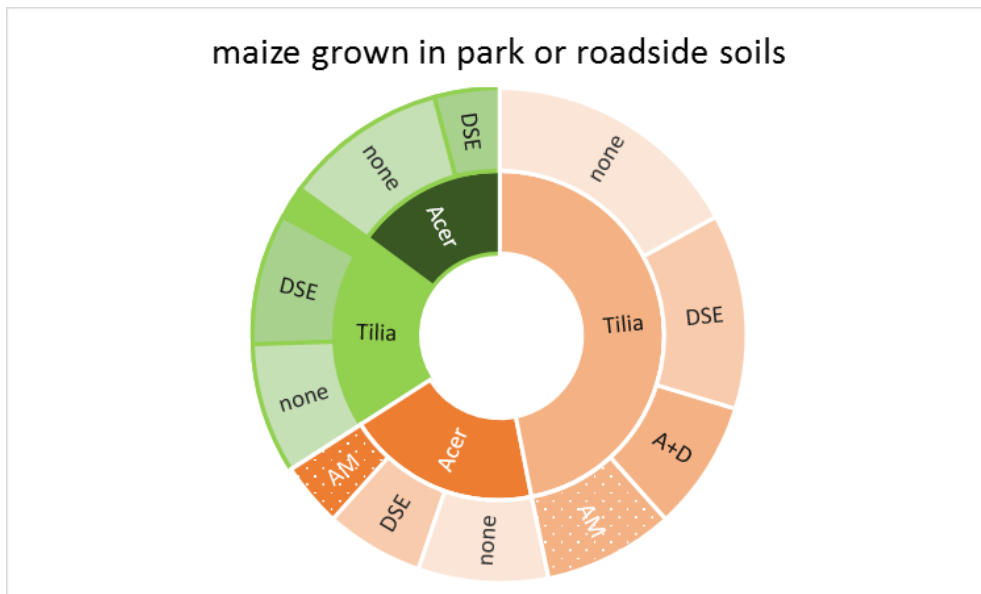 maize grown in park or roadside soils
DSE
none
none
Acer
DSE
Tilia
DSE
Tilia
none
A+D
Acer
AM
AM
DSE
none